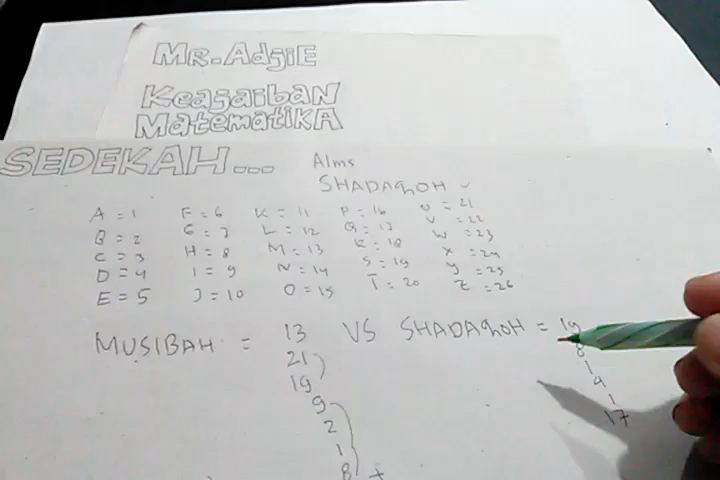 MR. AdjiE
KeajaibaN
MatematiKA
SEDEKAH...
Alms
SHADAqOH
A = 1 F = 6 K = 11 P = 16 U = 21
B = 2 G = 7 L = 12 Q = 17 V = 22
C = 3 H = 8 M = 13 R = 18 W = 23
D = 4 I = 9 N = 14 S = 19 X = 24
E = 5 J = 10 O = 15 T = 20 Y = 25
Z = 26
MUSIBAH = 13 VS SHADAqOH = 19
21 8
19 1
9 4
2 1
1 17
8 +